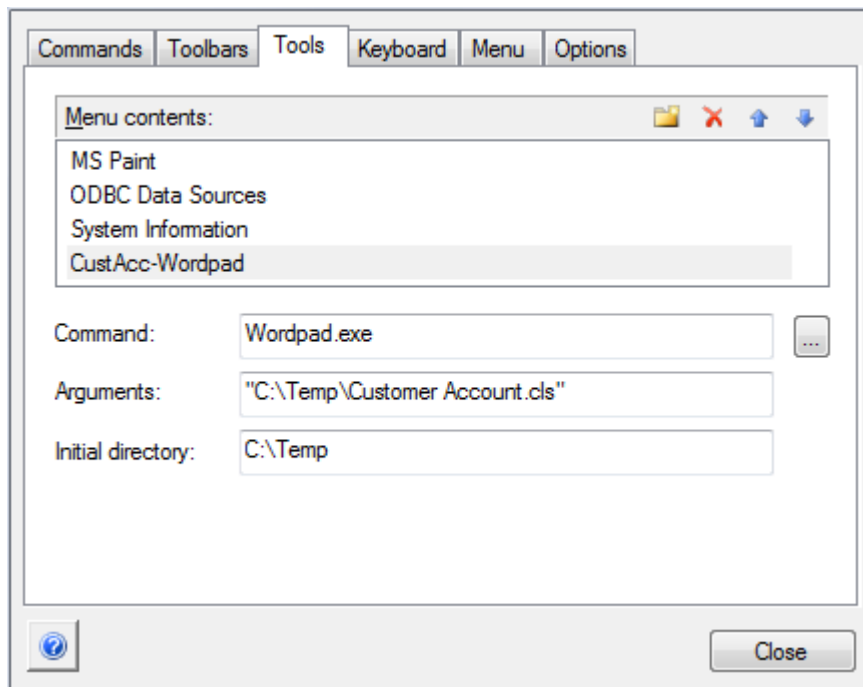 Commands Toolbars Tools Keyboard Menu Options
Menu contents:
MS Paint
ODBC Data Sources
System Information
CustAcc-Wordpad
Command: Wordpad.exe ...
Arguments: "C:\Temp\Customer Account.cls"
Initial directory: C:\Temp
? Close